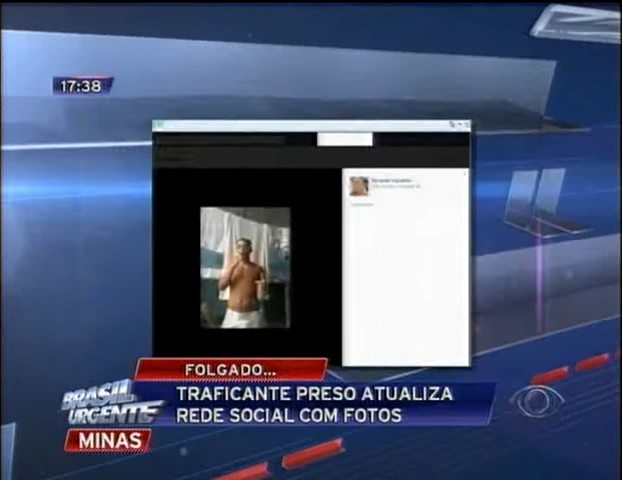 17:38
FOLGADO...
TRAFICANTE PRESO ATUALIZA
REDE SOCIAL COM FOTOS
BRASIL
URGENTE
MINAS